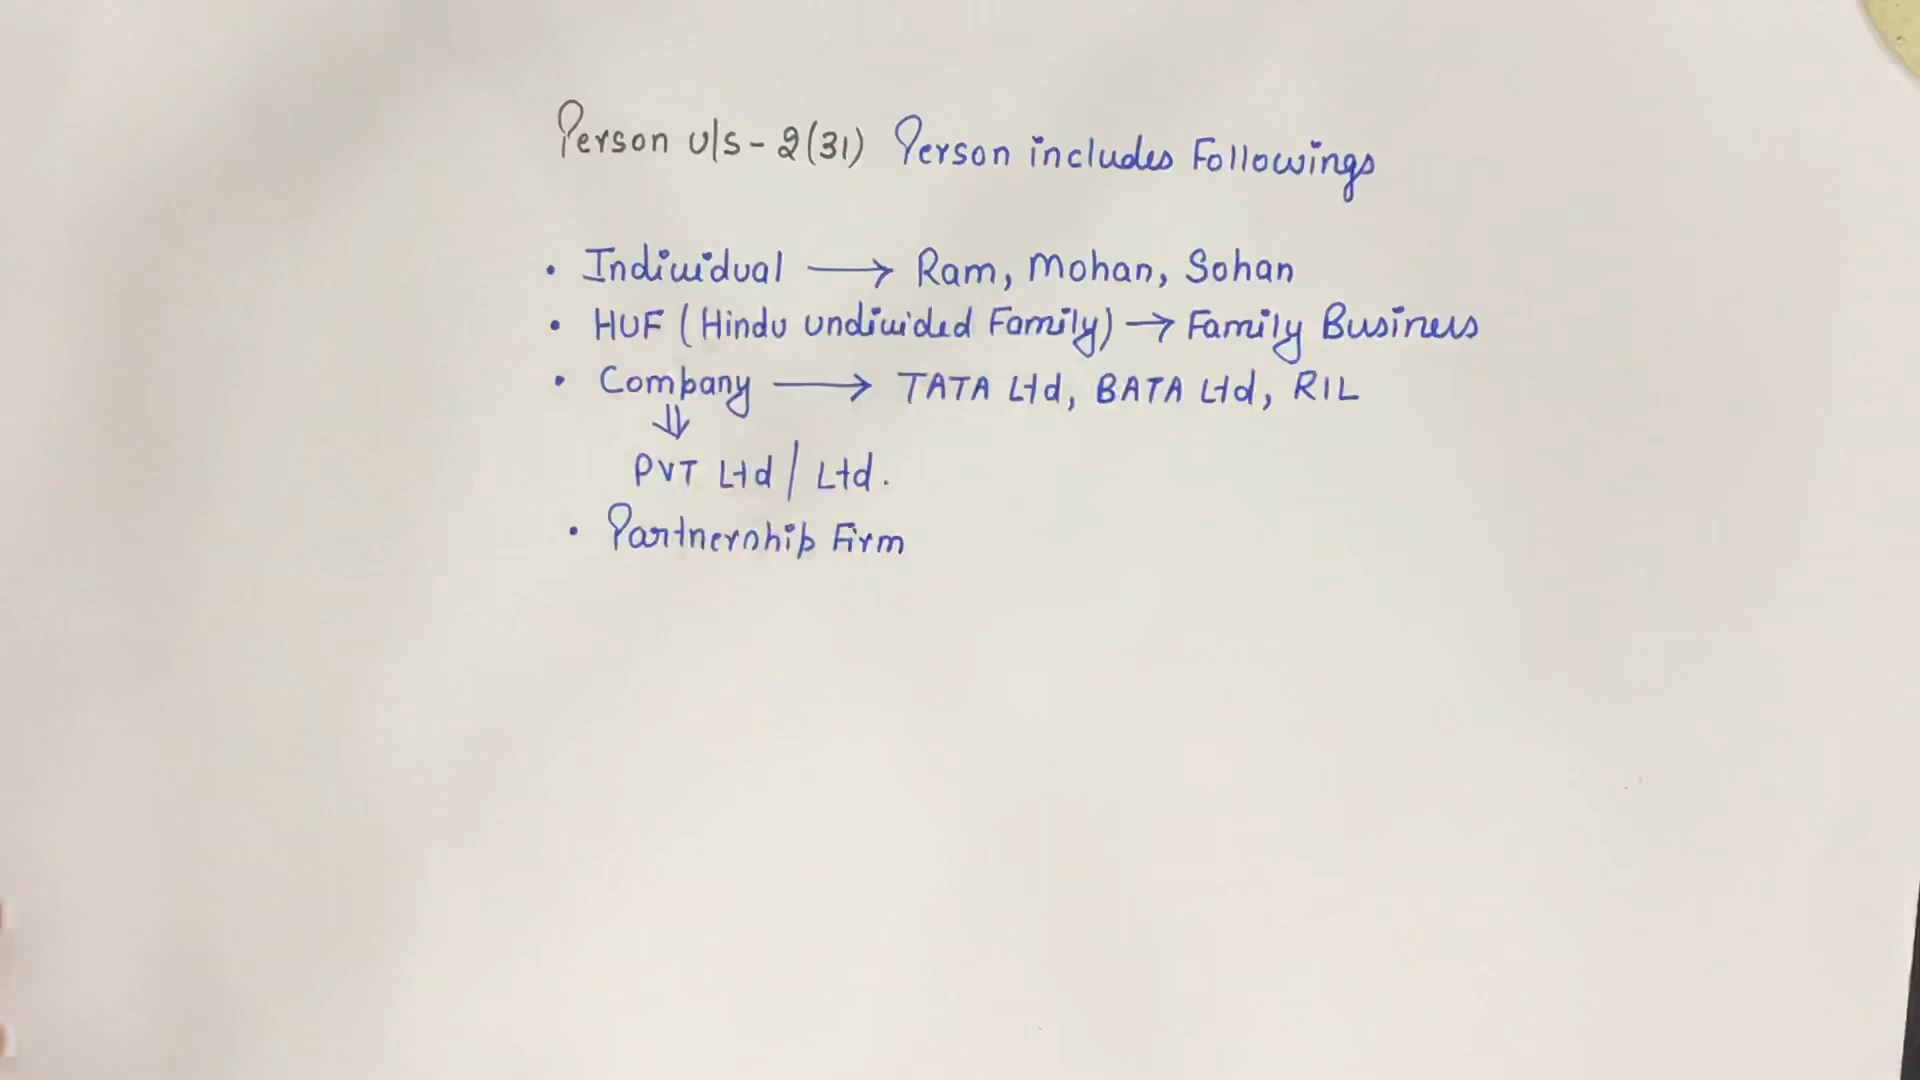 Person u/s - 2(31) Person includes Followings
• Individual → Ram, Mohan, Sohan
• HUF (Hindu undivided Family) → Family Business
• Company → TATA Ltd, BATA Ltd, RIL
⇓
PVT Ltd / Ltd.
• Partnership Firm